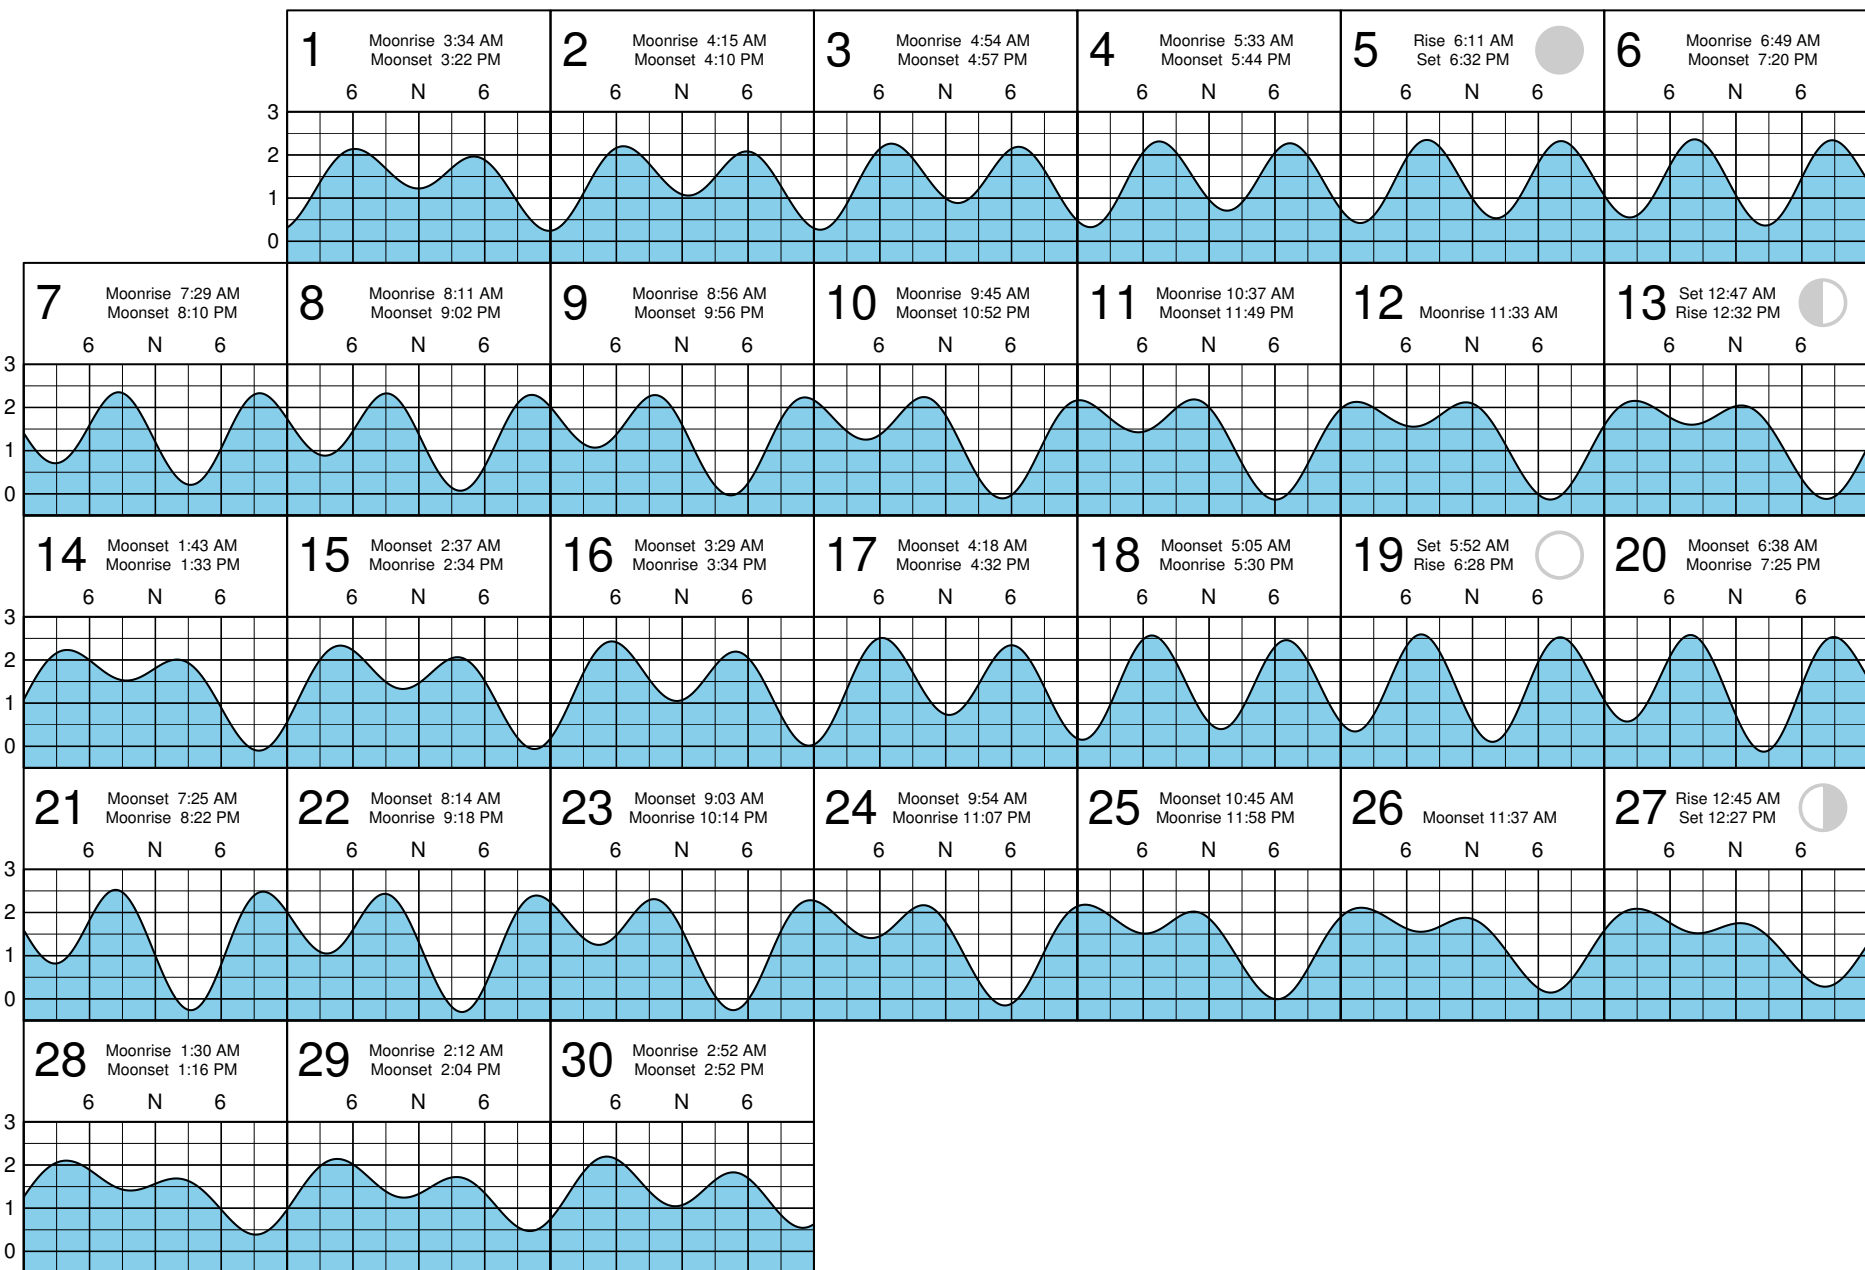 1 Moonrise 3:34 AM
Moonset 3:22 PM
6 N 6
2 Moonrise 4:15 AM
Moonset 4:10 PM
6 N 6
3 Moonrise 4:54 AM
Moonset 4:57 PM
6 N 6
4 Moonrise 5:33 AM
Moonset 5:44 PM
6 N 6
5 Rise 6:11 AM
Set 6:32 PM
6 N 6
6 Moonrise 6:49 AM
Moonset 7:20 PM
6 N 6
3
2
1
0
7 Moonrise 7:29 AM
Moonset 8:10 PM
6 N 6
8 Moonrise 8:11 AM
Moonset 9:02 PM
6 N 6
9 Moonrise 8:56 AM
Moonset 9:56 PM
6 N 6
10 Moonrise 9:45 AM
Moonset 10:52 PM
6 N 6
11 Moonrise 10:37 AM
Moonset 11:49 PM
6 N 6
12 Moonrise 11:33 AM
6 N 6
13 Set 12:47 AM
Rise 12:32 PM
6 N 6
3
2
1
0
14 Moonset 1:43 AM
Moonrise 1:33 PM
6 N 6
15 Moonset 2:37 AM
Moonrise 2:34 PM
6 N 6
16 Moonset 3:29 AM
Moonrise 3:34 PM
6 N 6
17 Moonset 4:18 AM
Moonrise 4:32 PM
6 N 6
18 Moonset 5:05 AM
Moonrise 5:30 PM
6 N 6
19 Set 5:52 AM
Rise 6:28 PM
6 N 6
20 Moonset 6:38 AM
Moonrise 7:25 PM
6 N 6
3
2
1
0
21 Moonset 7:25 AM
Moonrise 8:22 PM
6 N 6
22 Moonset 8:14 AM
Moonrise 9:18 PM
6 N 6
23 Moonset 9:03 AM
Moonrise 10:14 PM
6 N 6
24 Moonset 9:54 AM
Moonrise 11:07 PM
6 N 6
25 Moonset 10:45 AM
Moonrise 11:58 PM
6 N 6
26 Moonset 11:37 AM
6 N 6
27 Rise 12:45 AM
Set 12:27 PM
6 N 6
3
2
1
0
28 Moonrise 1:30 AM
Moonset 1:16 PM
6 N 6
29 Moonrise 2:12 AM
Moonset 2:04 PM
6 N 6
30 Moonrise 2:52 AM
Moonset 2:52 PM
6 N 6
3
2
1
0